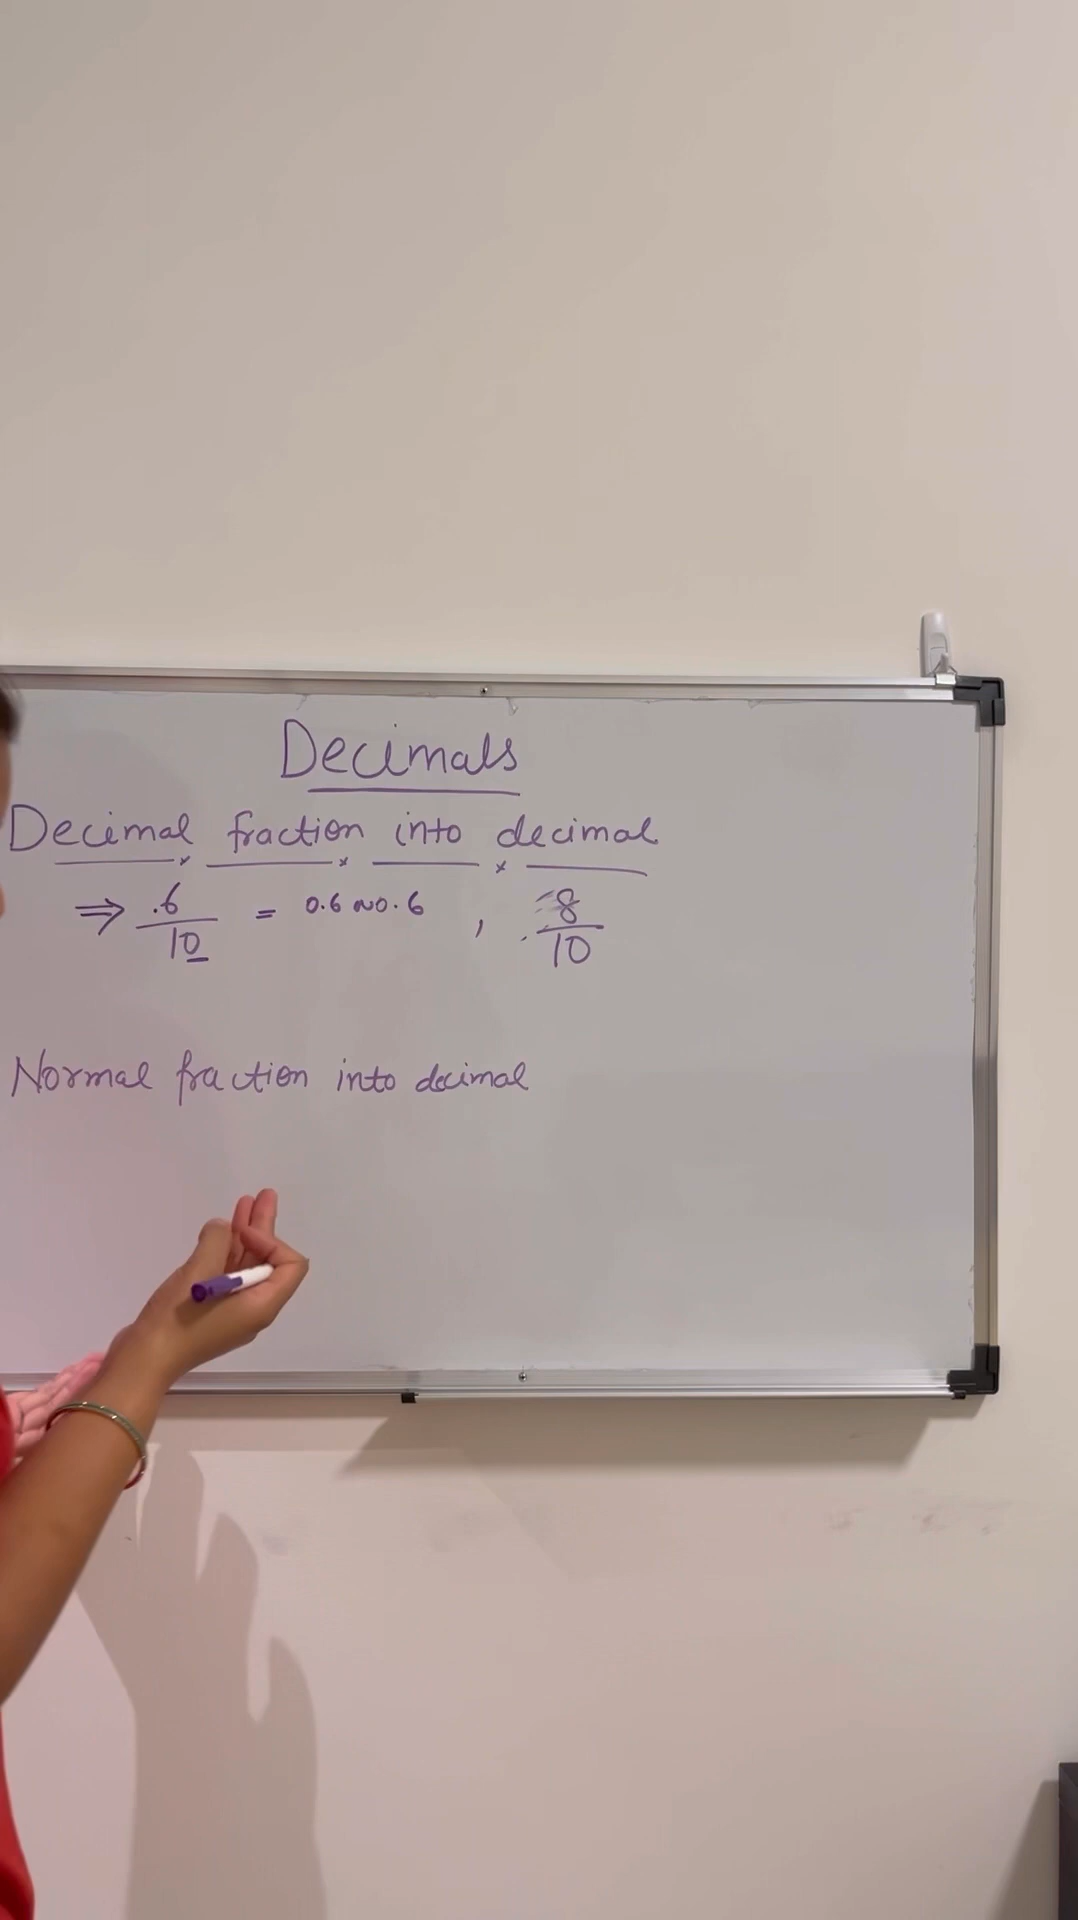 Decimals
Decimal fraction into decimal
⇒ .6/10 = 0.6 no.6 , 8/10
Normal fraction into decimal